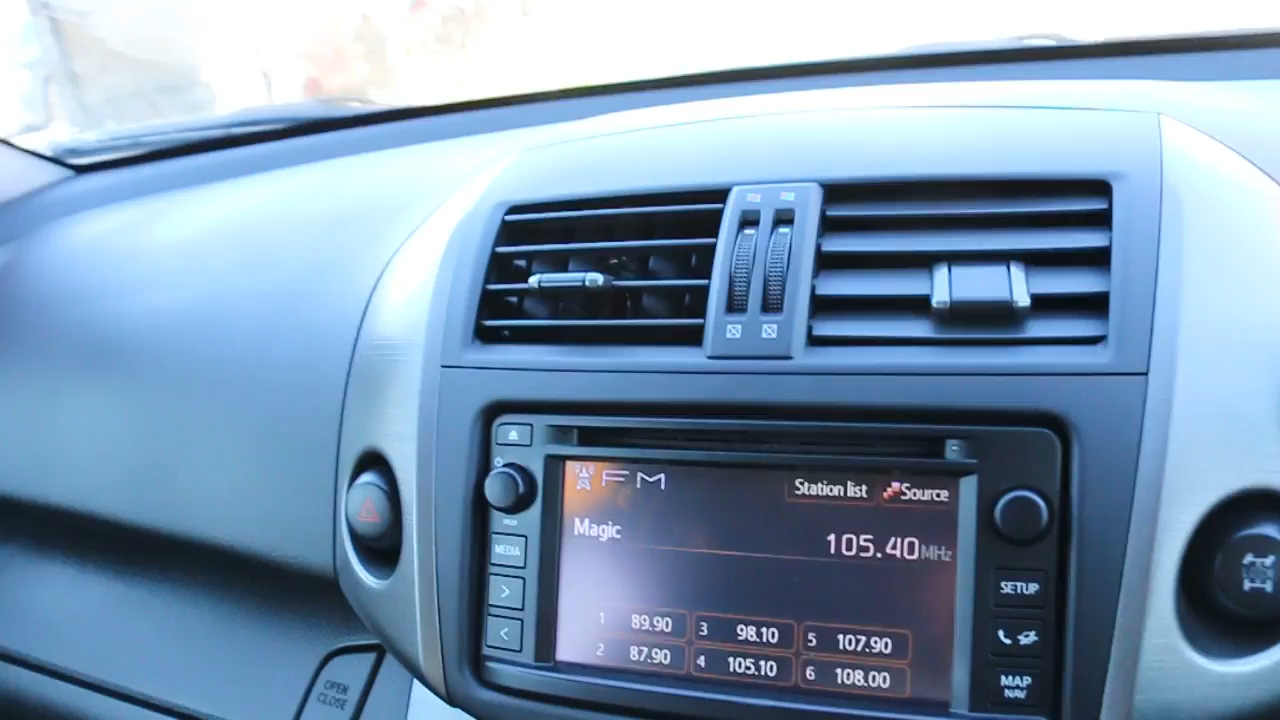 FM
Station list
Source
Magic
105.40MHz
MEDIA
SETUP
1 89.90
3 98.10
5 107.90
2 87.90
4 105.10
6 108.00
MAP
NAV
OPEN
CLOSE